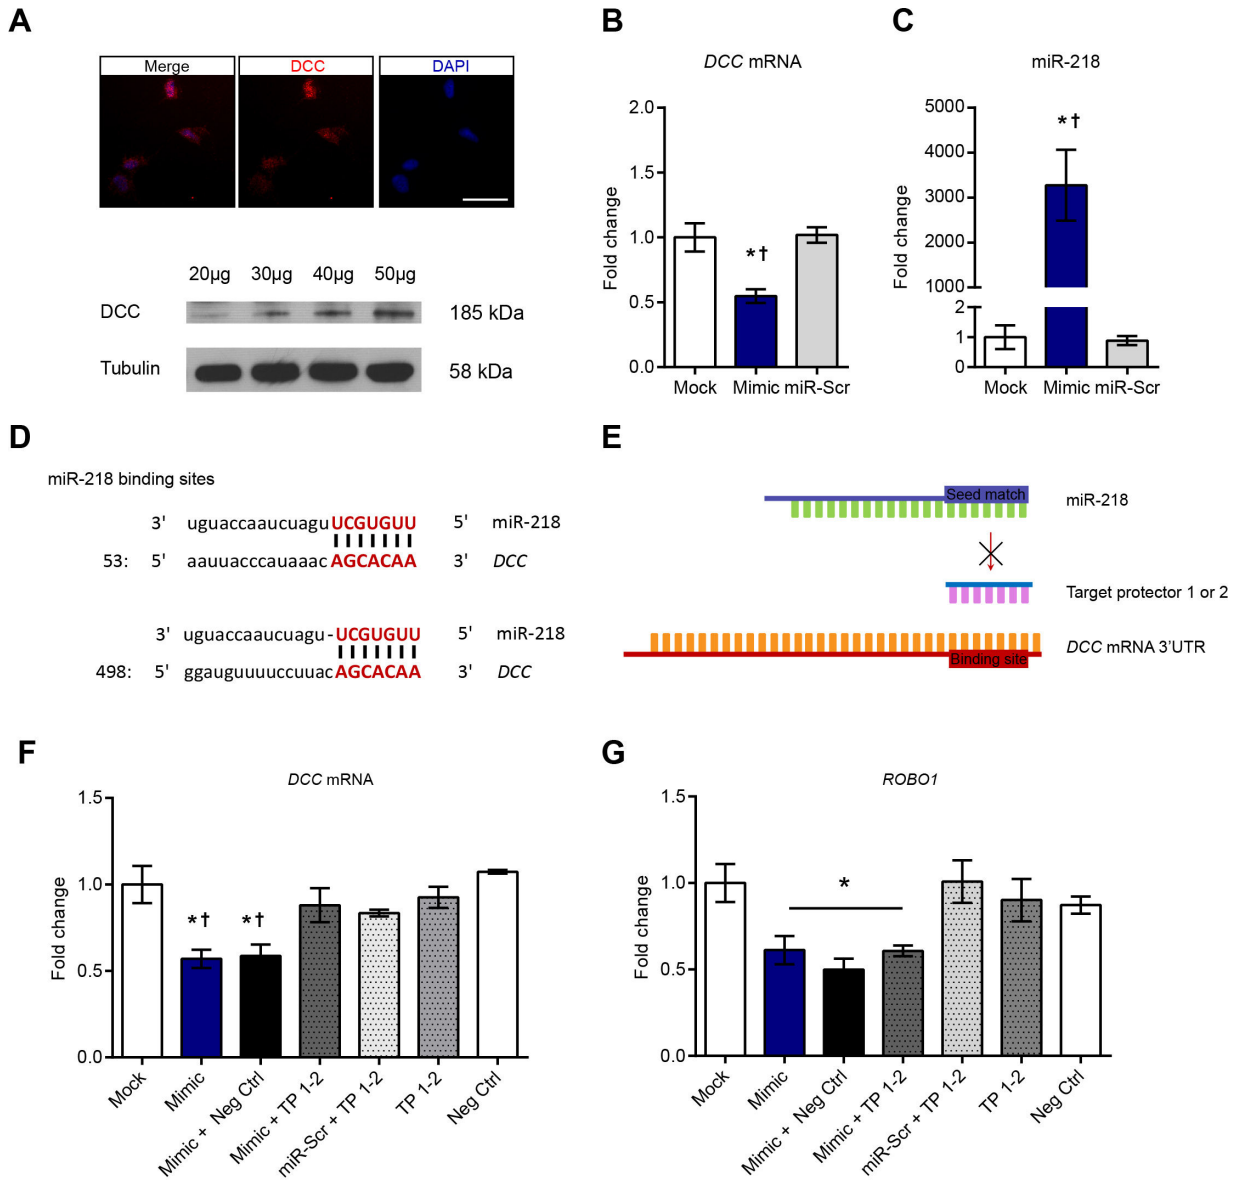 A
Merge DCC DAPI
20µg 30µg 40µg 50µg
DCC 185 kDa
Tubulin 58 kDa
B
DCC mRNA
Fold change
2.0
1.5
1.0
0.5
0.0
*†
Mock Mimic miR-Scr
C
miR-218
Fold change
5000
4000
3000
2000
1000
2
1
0
*†
Mock Mimic miR-Scr
D
miR-218 binding sites
3' uguaccaaucuaguUCGUGUU 5' miR-218
53: 5' aauuacccauaaacAGCACAA 3' DCC
3' uguaccaaucuagu-UCGUGUU 5' miR-218
498: 5' ggauguuuuccuuacAGCACAA 3' DCC
E
Seed match miR-218
Target protector 1 or 2
DCC mRNA 3'UTR
Binding site
F
DCC mRNA
Fold change
1.5
1.0
0.5
0.0
*† *†
Mock
Mimic
Mimic + Neg Ctrl
Mimic + TP 1-2
miR-Scr + TP 1-2
TP 1-2
Neg Ctrl
G
ROBO1
Fold change
1.5
1.0
0.5
0.0
*
Mock
Mimic
Mimic + Neg Ctrl
Mimic + TP 1-2
miR-Scr + TP 1-2
TP 1-2
Neg Ctrl